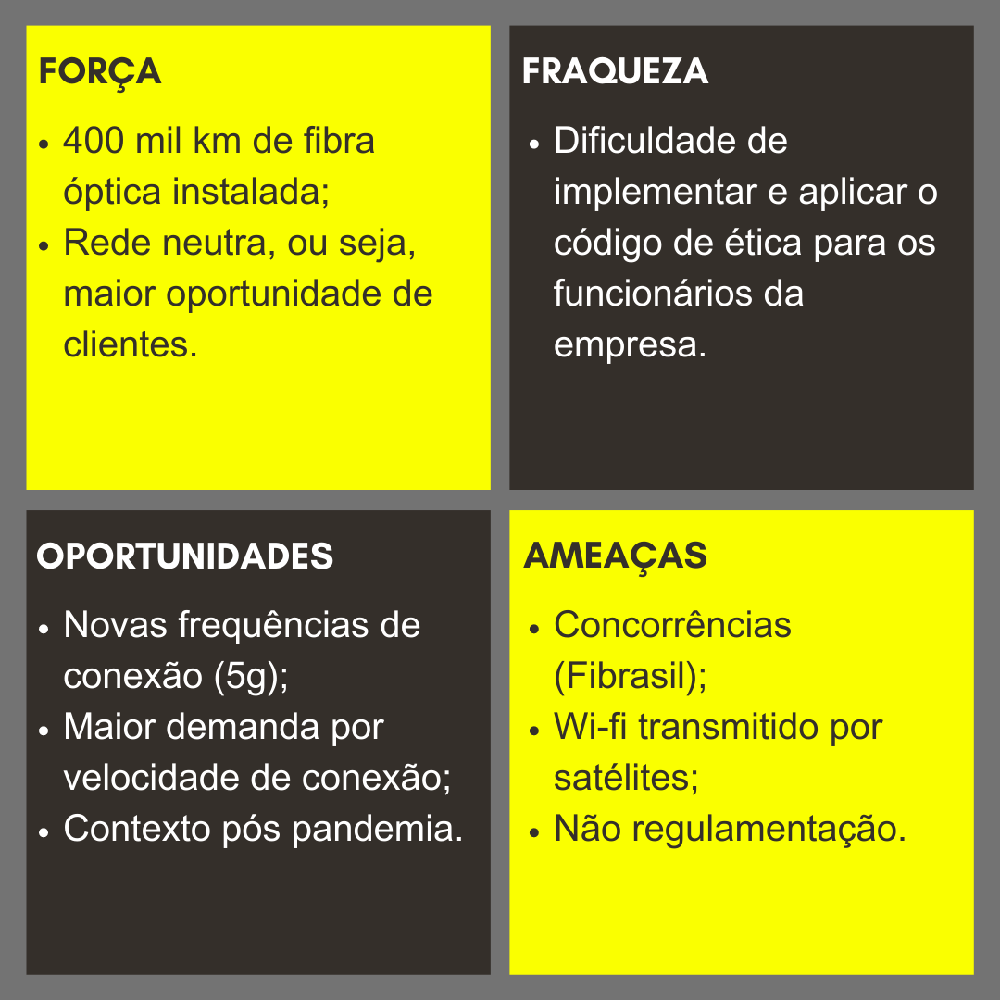 FORÇA
• 400 mil km de fibra
óptica instalada;
• Rede neutra, ou seja,
maior oportunidade de
clientes.
FRAQUEZA
• Dificuldade de
implementar e aplicar o
código de ética para os
funcionários da
empresa.
OPORTUNIDADES
• Novas frequências de
conexão (5g);
• Maior demanda por
velocidade de conexão;
• Contexto pós pandemia.
AMEAÇAS
• Concorrências
(Fibrasil);
• Wi-fi transmitido por
satélites;
• Não regulamentação.